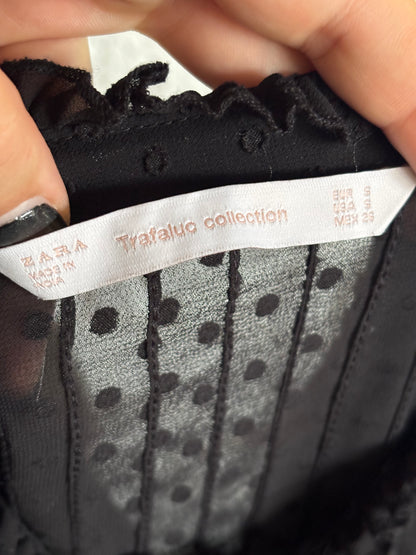 ZARA
MADE IN
INDIA
Trafaluc collection
EUR S
USA S
MEX 26